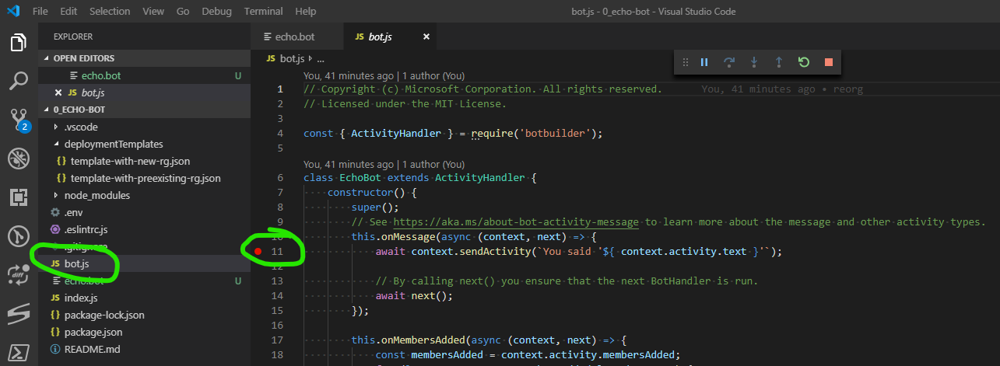 File Edit Selection View Go Debug Terminal Help bot.js - 0_echo-bot - Visual Studio Code
EXPLORER
OPEN EDITORS
echo.bot U
JS bot.js
0_ECHO-BOT
.vscode
deploymentTemplates
{} template-with-new-rg.json
{} template-with-preexisting-rg.json
node_modules
.env
.eslintrc.js
.gitignore
JS bot.js
echo.bot U
JS index.js
{} package-lock.json
{} package.json
README.md
2
diff
echo.bot JS bot.js
JS bot.js ...
You, 41 minutes ago | 1 author (You)
1 // Copyright (c) Microsoft Corporation. All rights reserved. You, 41 minutes ago • reorg
2 // Licensed under the MIT License.
3
4 const { ActivityHandler } = require('botbuilder');
5
You, 41 minutes ago | 1 author (You)
6 class EchoBot extends ActivityHandler {
7 constructor() {
8 super();
9 // See https://aka.ms/about-bot-activity-message to learn more about the message and other activity types.
10 this.onMessage(async (context, next) => {
11 await context.sendActivity(`You said '${ context.activity.text }'`);
12
13 // By calling next() you ensure that the next BotHandler is run.
14 await next();
15 });
16
17 this.onMembersAdded(async (context, next) => {
18 const membersAdded = context.activity.membersAdded;